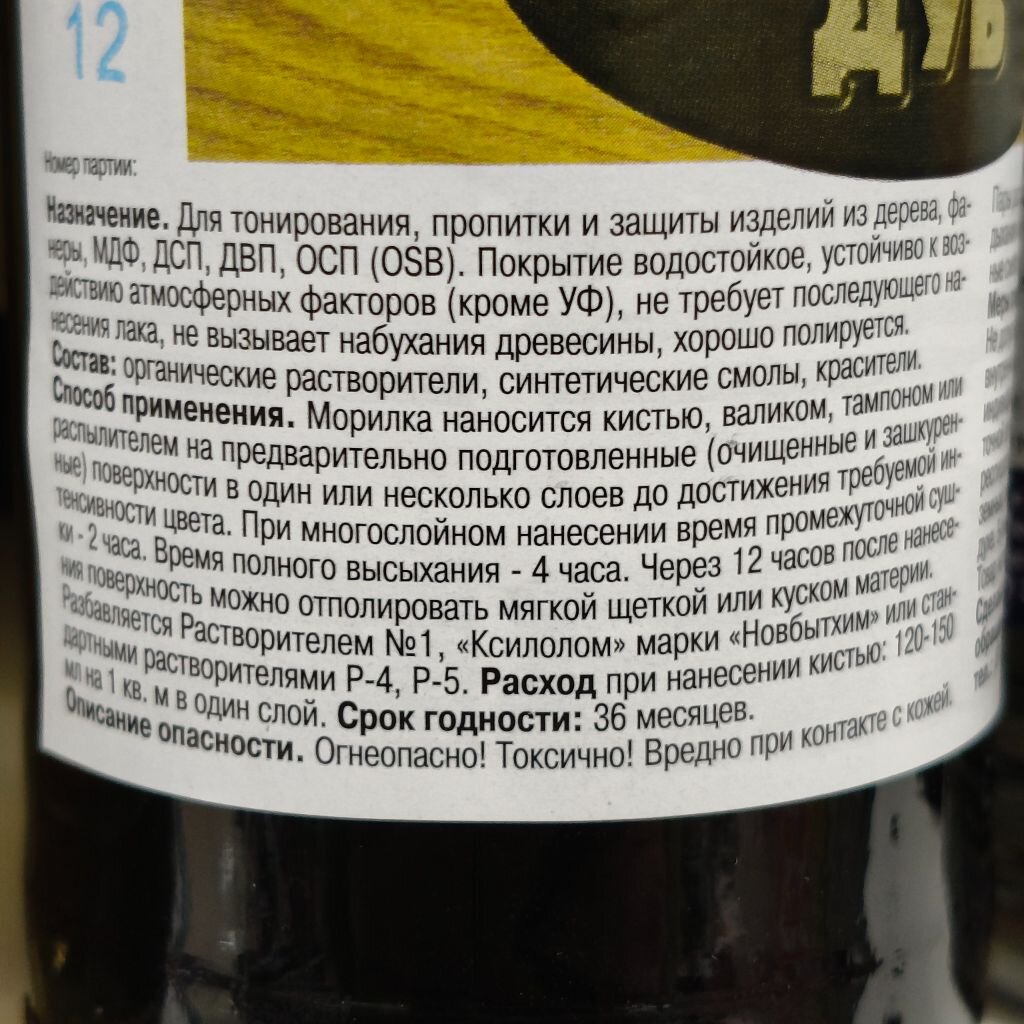 12
ДУБ
Номер партии:
Назначение. Для тонирования, пропитки и защиты изделий из дерева, фа-
неры, МДФ, ДСП, ДВП, ОСП (OSB). Покрытие водостойкое, устойчиво к воз-
действию атмосферных факторов (кроме УФ), не требует последующего на-
несения лака, не вызывает набухания древесины, хорошо полируется.
Состав: органические растворители, синтетические смолы, красители.
Способ применения. Морилка наносится кистью, валиком, тампоном или
распылителем на предварительно подготовленные (очищенные и зашкурен-
ные) поверхности в один или несколько слоев до достижения требуемой ин-
тенсивности цвета. При многослойном нанесении время промежуточной суш-
ки - 2 часа. Время полного высыхания - 4 часа. Через 12 часов после нанесе-
ния поверхность можно отполировать мягкой щеткой или куском материи.
Разбавляется Растворителем №1, «Ксилолом» марки «Новбытхим» или стан-
дартными растворителями Р-4, Р-5. Расход при нанесении кистью: 120-150
мл на 1 кв. м в один слой. Срок годности: 36 месяцев.
Описание опасности. Огнеопасно! Токсично! Вредно при контакте с кожей.